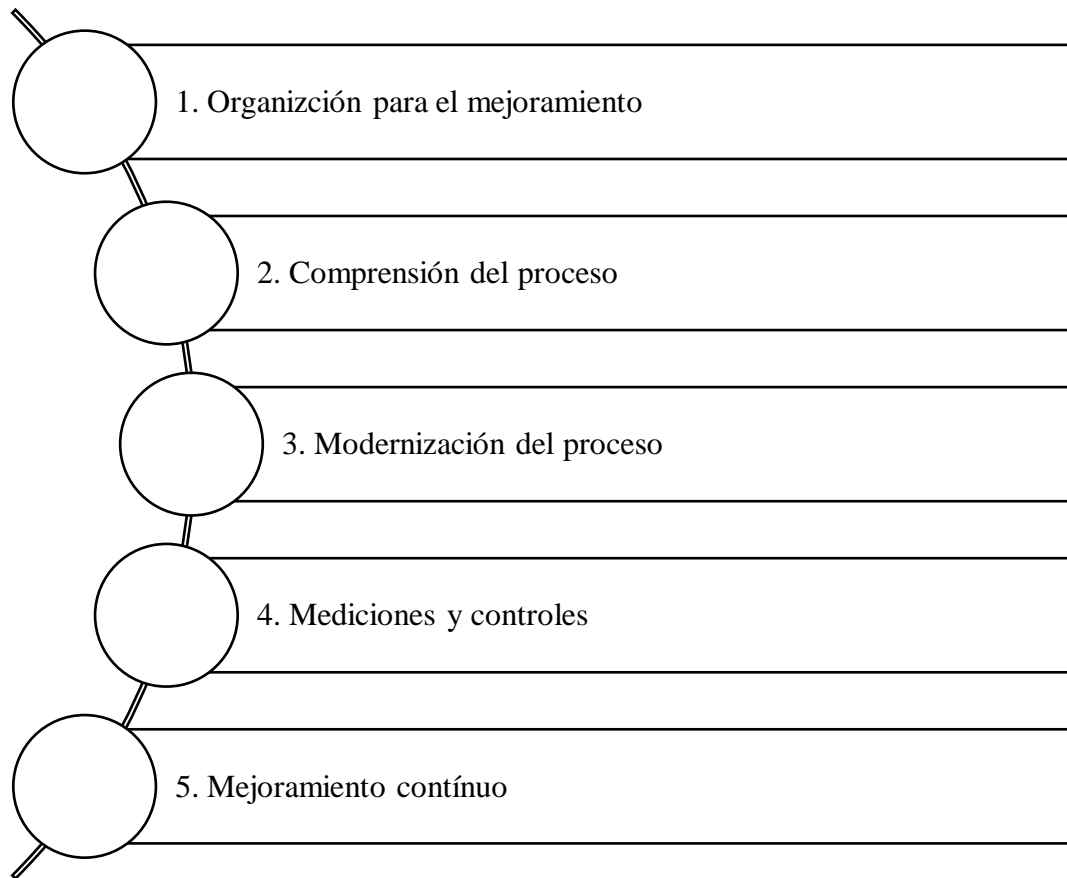 1. Organizción para el mejoramiento
2. Comprensión del proceso
3. Modernización del proceso
4. Mediciones y controles
5. Mejoramiento contínuo